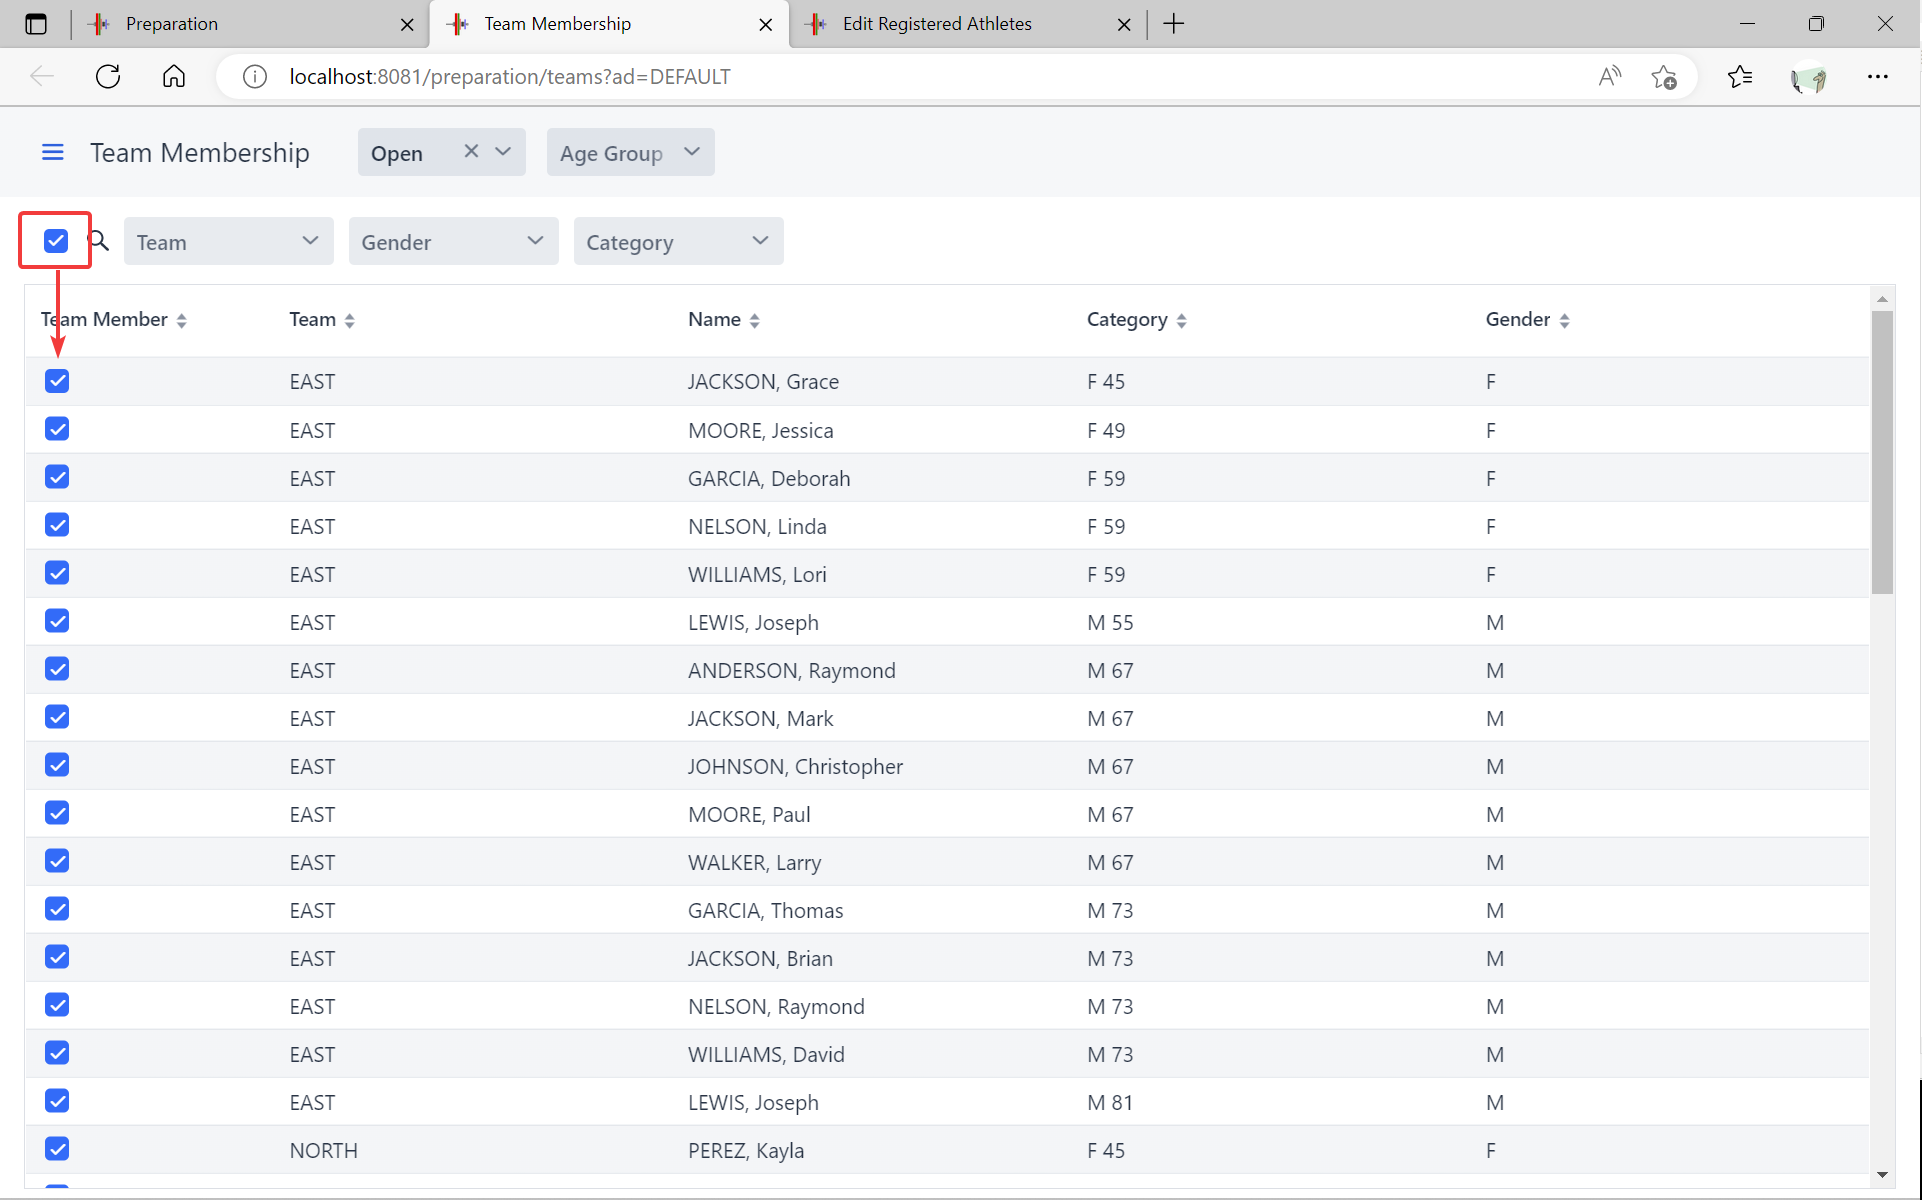 Preparation Team Membership Edit Registered Athletes
localhost:8081/preparation/teams?ad=DEFAULT
Team Membership Open Age Group
Team Gender Category
Team Member Team Name Category Gender
EAST JACKSON, Grace F 45 F
EAST MOORE, Jessica F 49 F
EAST GARCIA, Deborah F 59 F
EAST NELSON, Linda F 59 F
EAST WILLIAMS, Lori F 59 F
EAST LEWIS, Joseph M 55 M
EAST ANDERSON, Raymond M 67 M
EAST JACKSON, Mark M 67 M
EAST JOHNSON, Christopher M 67 M
EAST MOORE, Paul M 67 M
EAST WALKER, Larry M 67 M
EAST GARCIA, Thomas M 73 M
EAST JACKSON, Brian M 73 M
EAST NELSON, Raymond M 73 M
EAST WILLIAMS, David M 73 M
EAST LEWIS, Joseph M 81 M
NORTH PEREZ, Kayla F 45 F